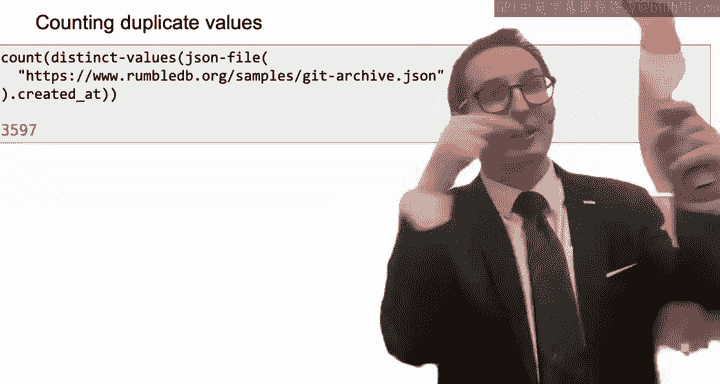 Counting duplicate values
count(distinct-values(json-file(
"https://www.rumbledb.org/samples/git-archive.json"
).created_at))
3597